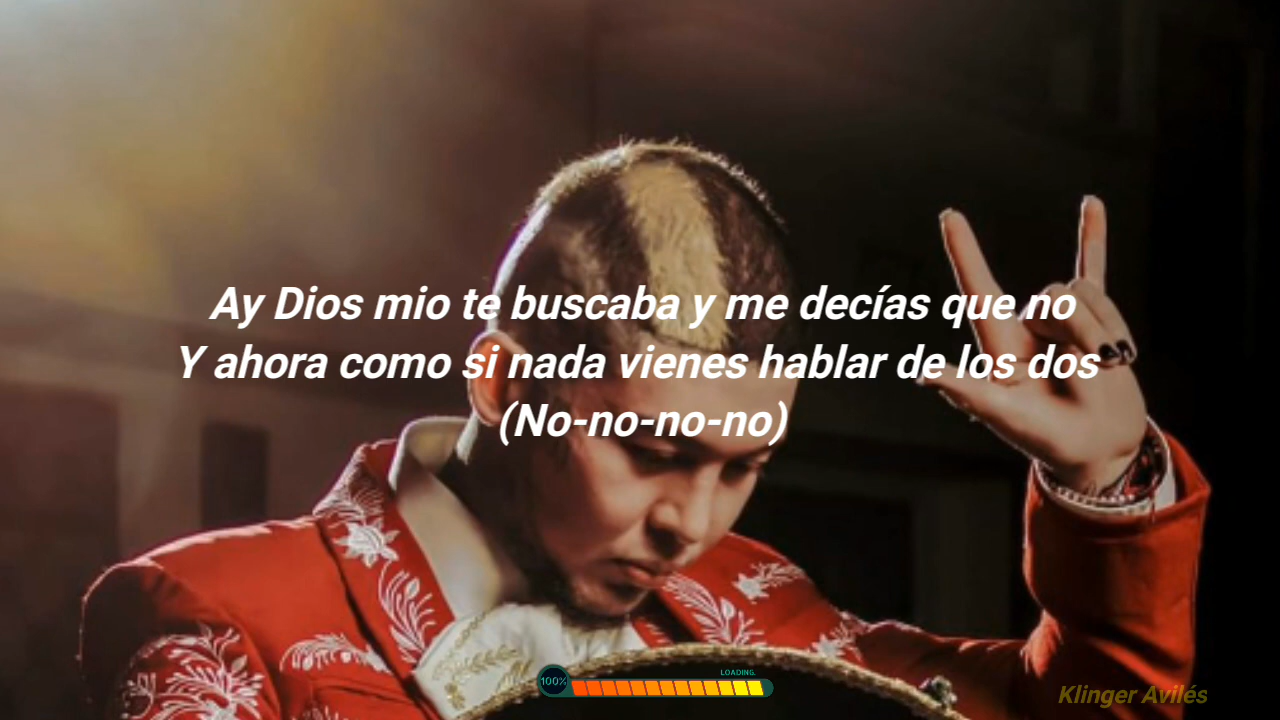 Ay Dios mio te buscaba y me decías que no
Y ahora como si nada vienes hablar de los dos
(No-no-no-no)
LOADING.
100%
Klinger Avilés